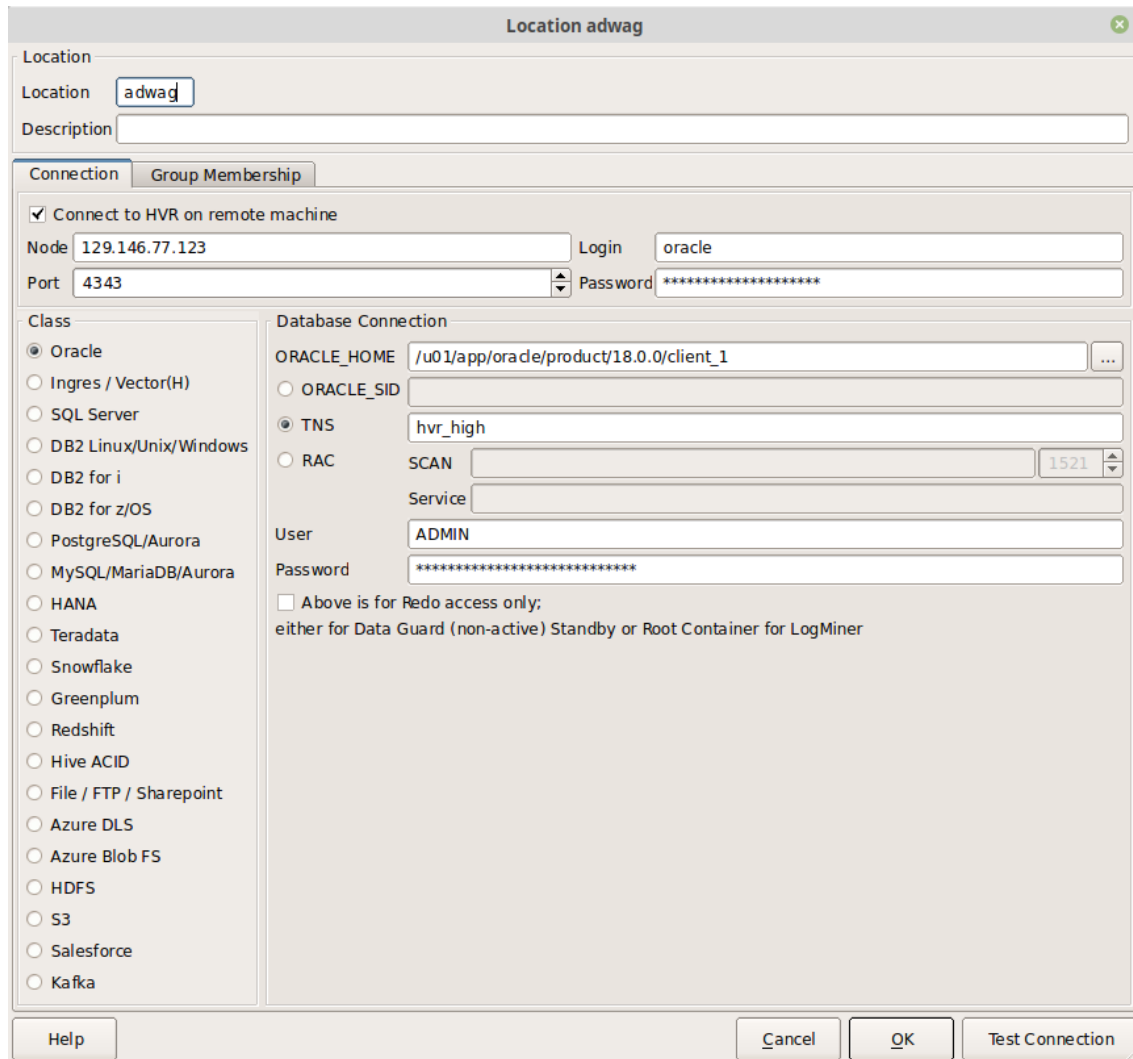 Location adwag
Location
Location adwag
Description
Connection Group Membership
Connect to HVR on remote machine
Node 129.146.77.123 Login oracle
Port 4343 Password ********************
Class
Oracle
Ingres / Vector(H)
SQL Server
DB2 Linux/Unix/Windows
DB2 for i
DB2 for z/OS
PostgreSQL/Aurora
MySQL/MariaDB/Aurora
HANA
Teradata
Snowflake
Greenplum
Redshift
Hive ACID
File / FTP / Sharepoint
Azure DLS
Azure Blob FS
HDFS
S3
Salesforce
Kafka
Database Connection
ORACLE_HOME /u01/app/oracle/product/18.0.0/client_1 ...
ORACLE_SID
TNS hvr_high
RAC SCAN 1521
Service
User ADMIN
Password ****************************
Above is for Redo access only;
either for Data Guard (non-active) Standby or Root Container for LogMiner
Help Cancel OK Test Connection